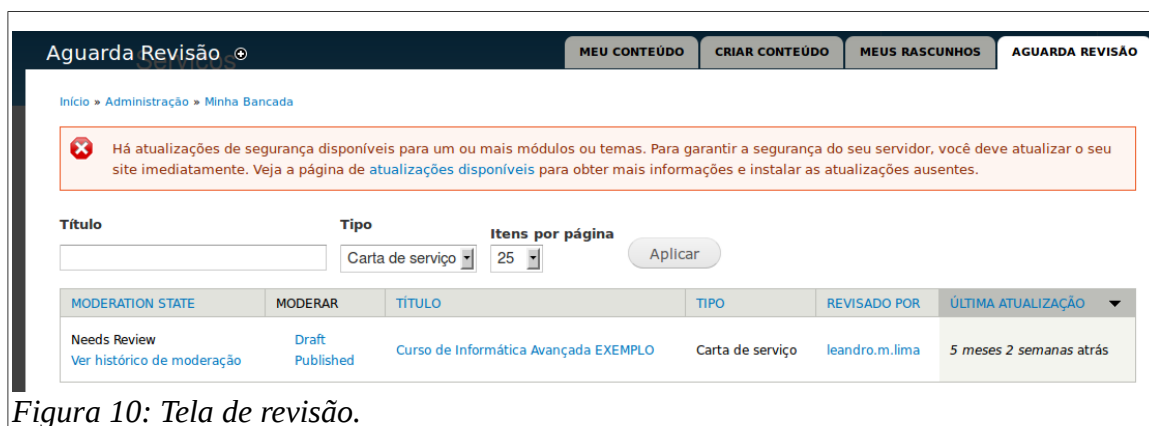 Aguarda Revisão
Serviços
MEU CONTEÚDO CRIAR CONTEÚDO MEUS RASCUNHOS AGUARDA REVISÃO
Início » Administração » Minha Bancada
Há atualizações de segurança disponíveis para um ou mais módulos ou temas. Para garantir a segurança do seu servidor, você deve atualizar o seu
site imediatamente. Veja a página de atualizações disponíveis para obter mais informações e instalar as atualizações ausentes.
Título Tipo Itens por página
Carta de serviço 25 Aplicar
MODERATION STATE MODERAR TÍTULO TIPO REVISADO POR ÚLTIMA ATUALIZAÇÃO
Needs Review Draft
Ver histórico de moderação Published Curso de Informática Avançada EXEMPLO Carta de serviço leandro.m.lima 5 meses 2 semanas atrás
Figura 10: Tela de revisão.